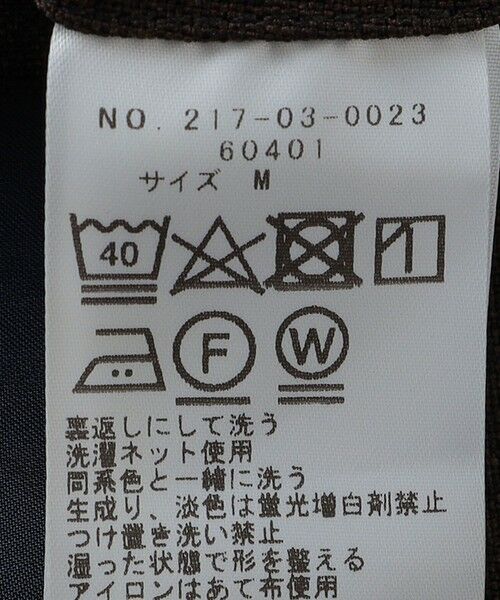 NO. 217-03-0023
60401
サイズ M
40
F W
裏返しにして洗う
洗濯ネット使用
同系色と一緒に洗う
生成り、淡色は蛍光増白剤禁止
つけ置き洗い禁止
湿った状態で形を整える
アイロンはあて布使用